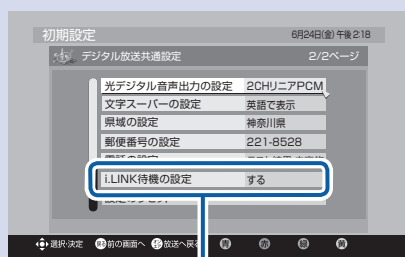 初期設定 6月24日(金) 午後2:18
デジタル放送共通設定 2/2ページ
光デジタル音声出力の設定 2CHリニアPCM
文字スーパーの設定 英語で表示
県域の設定 神奈川県
郵便番号の設定 221-8528
i.LINK待機の設定 する
選択・決定 戻る 前の画面へ 放送へ戻 青 赤 緑 黄